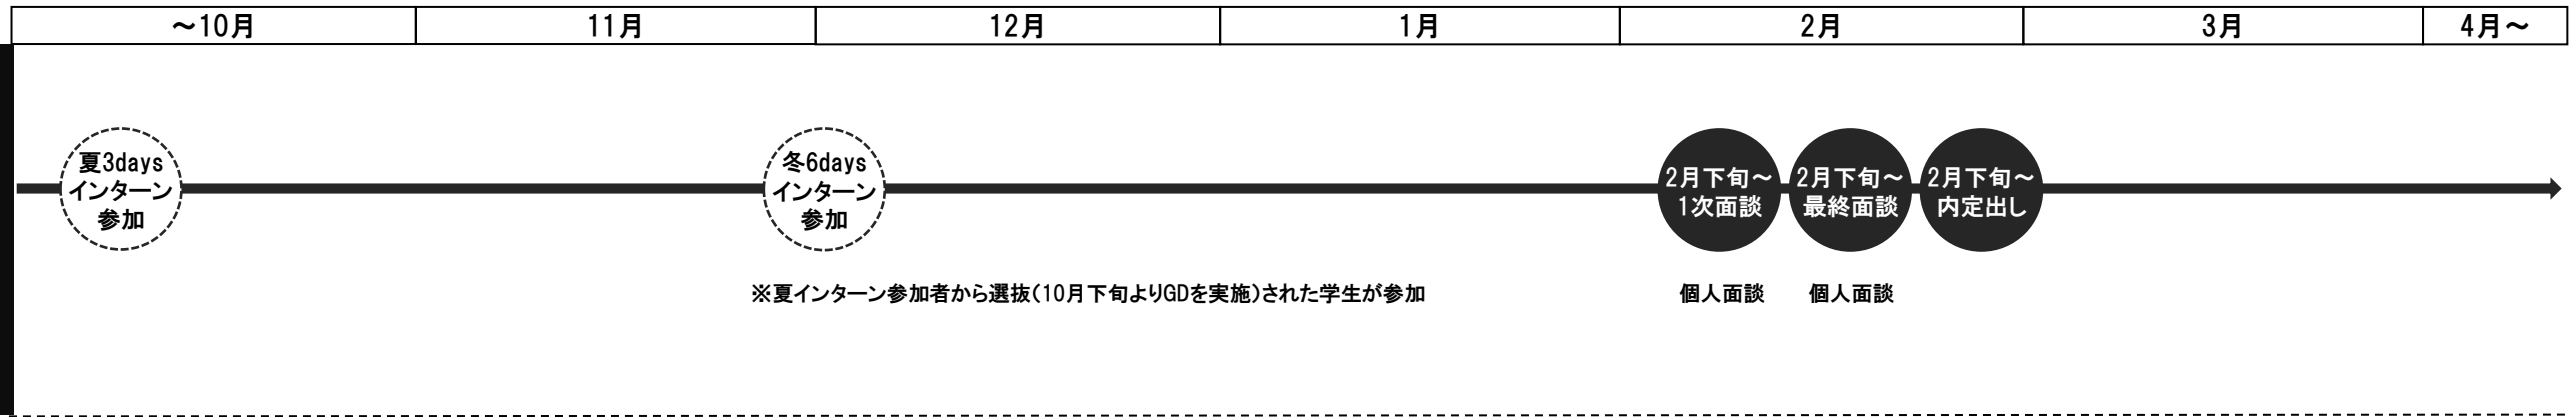 ～10月
11月
12月
1月
2月
3月
4月～
夏3days
インターン
参加
冬6days
インターン
参加
2月下旬～
1次面談
2月下旬～
最終面談
2月下旬～
内定出し
※夏インターン参加者から選抜（10月下旬よりGDを実施）された学生が参加
個人面談
個人面談